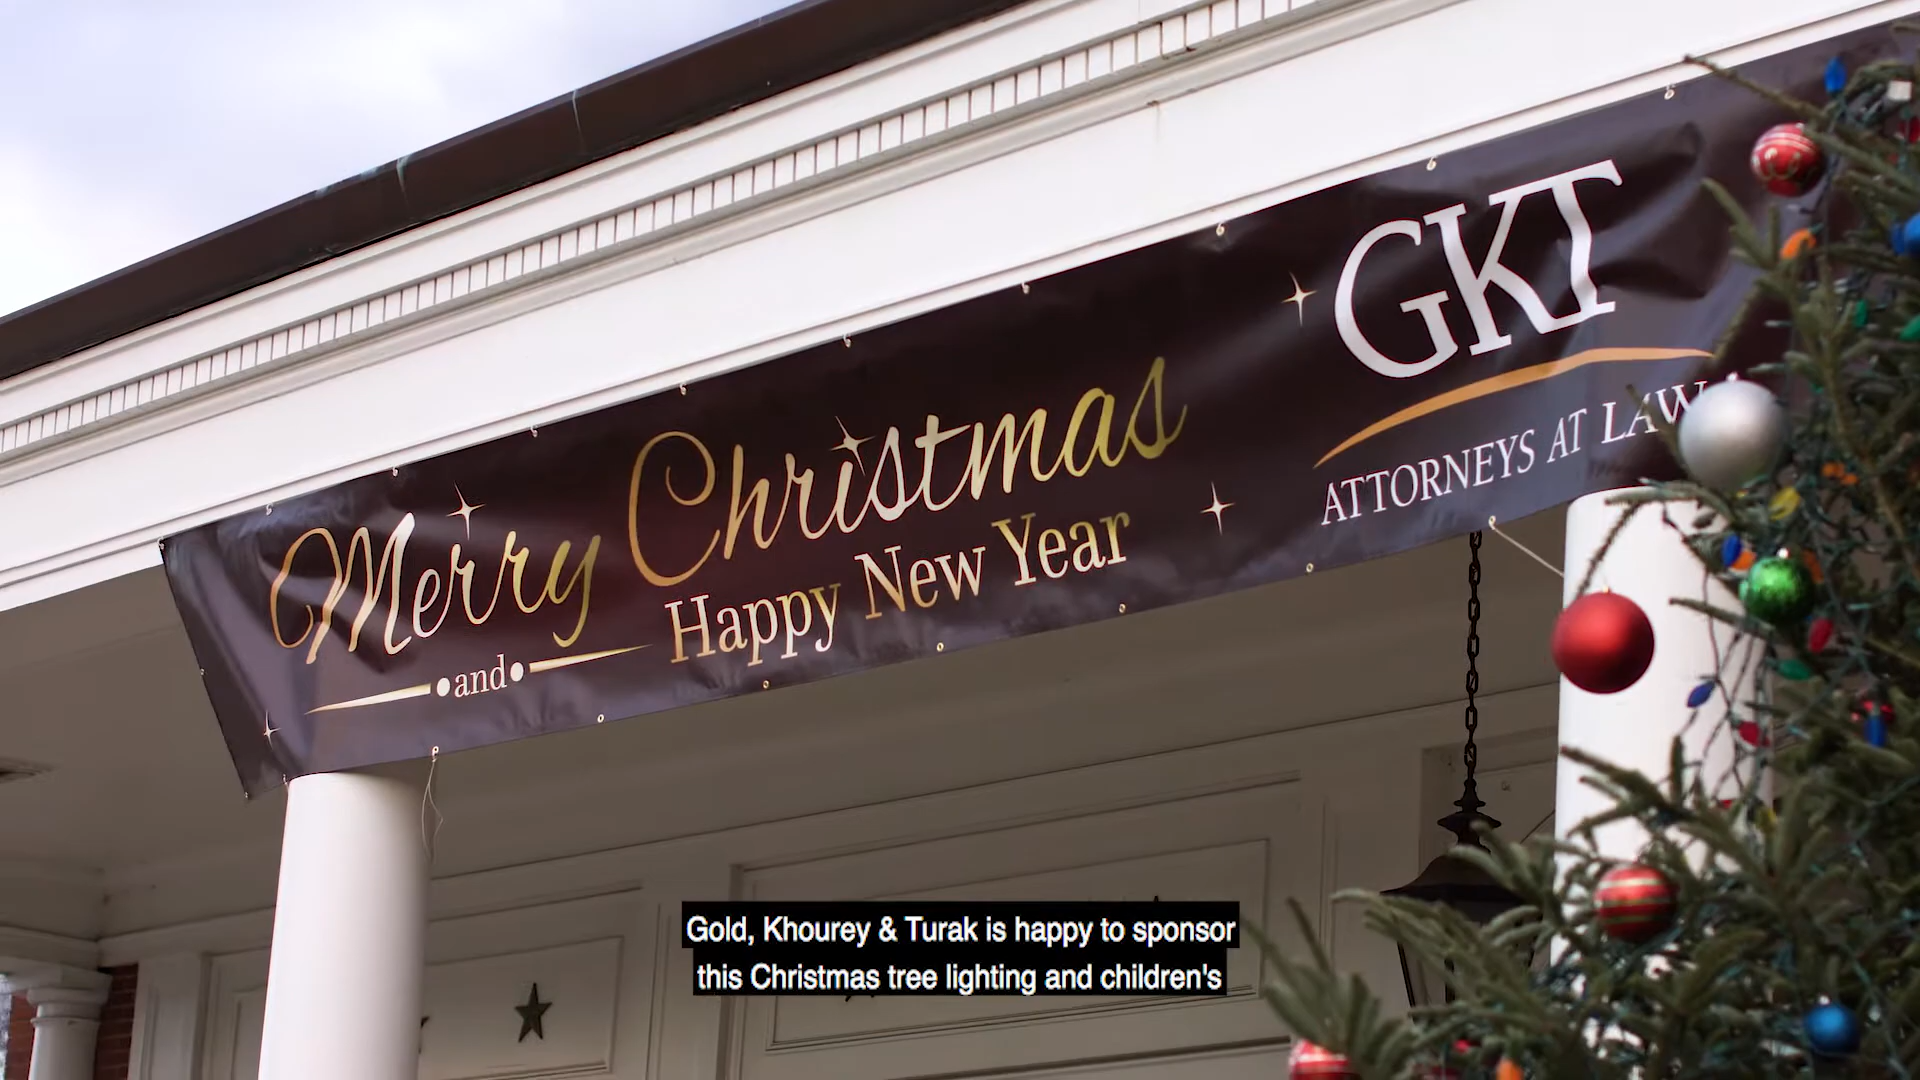 Merry Christmas
•and•
Happy New Year
GKT
ATTORNEYS AT LAW
Gold, Khourey & Turak is happy to sponsor
this Christmas tree lighting and children's